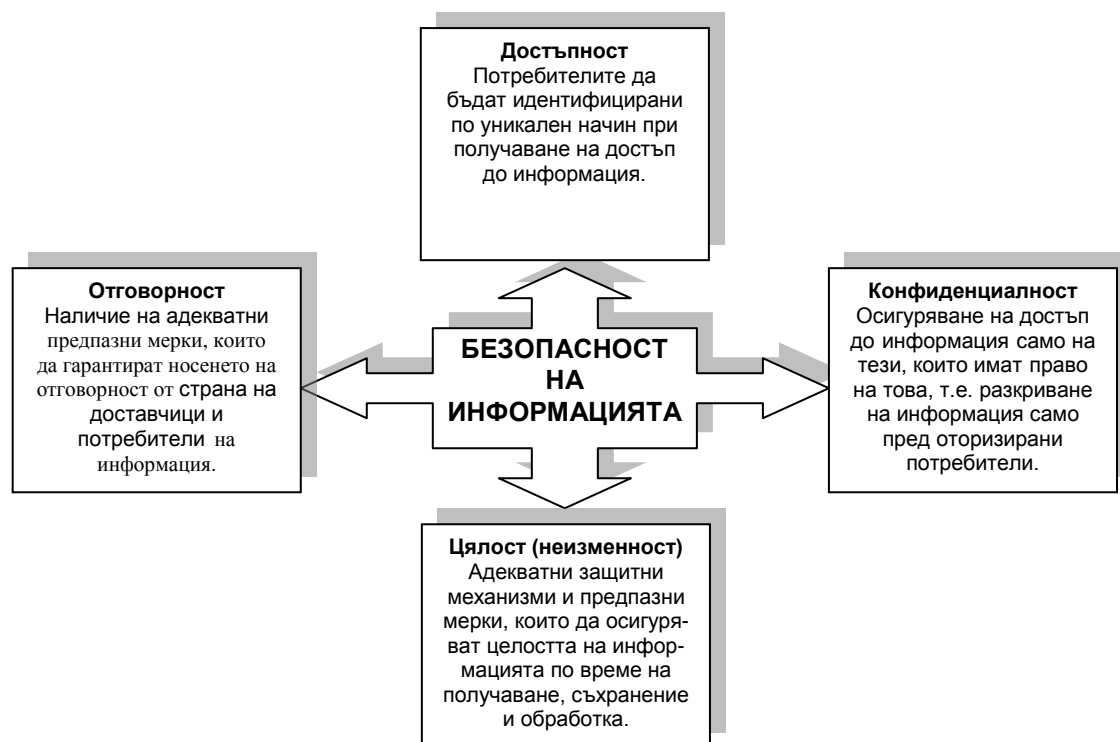 Достъпност
Потребителите да
бъдат идентифицирани
по уникален начин при
получаване на достъп
до информация.
Отговорност
Наличие на адекватни
предпазни мерки, които
да гарантират носенето на
отговорност от страна на
доставчици и
потребители на
информация.
БЕЗОПАСНОСТ
НА
ИНФОРМАЦИЯТА
Конфиденциалност
Осигуряване на достъп
до информация само на
тези, които имат право
на това, т.е. разкриване
на информация само
пред оторизирани
потребители.
Цялост (неизменност)
Адекватни защитни
механизми и предпазни
мерки, които да осигуря-
ват целостта на инфор-
мацията по време на
получаване, съхранение
и обработка.